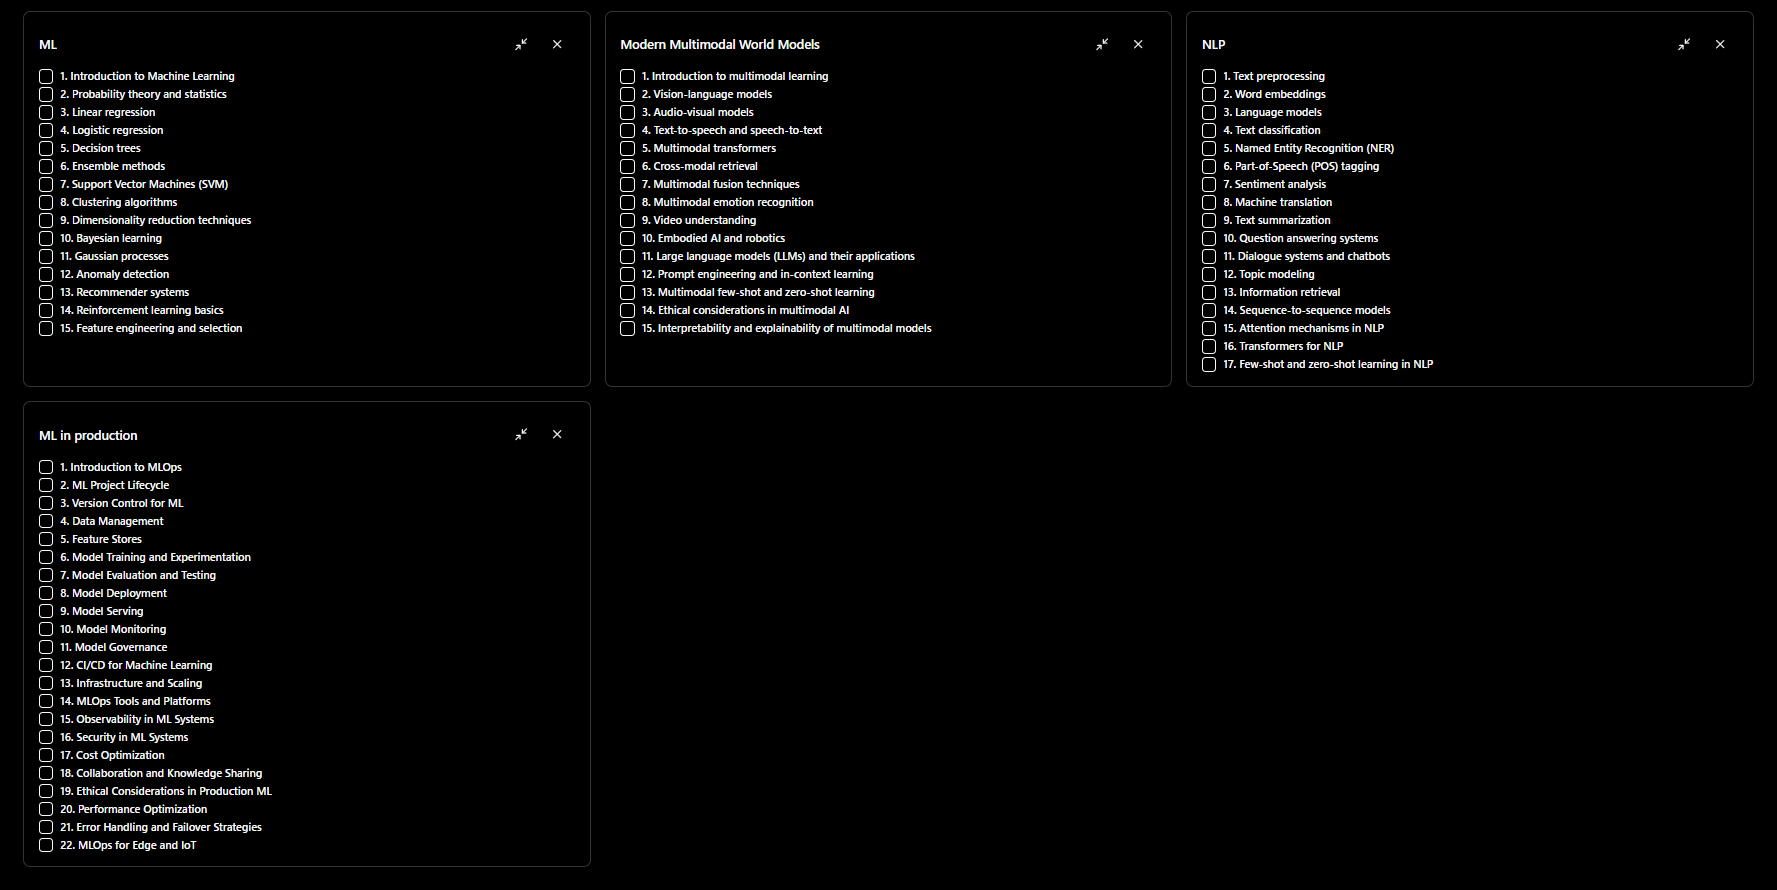 ML
1. Introduction to Machine Learning
2. Probability theory and statistics
3. Linear regression
4. Logistic regression
5. Decision trees
6. Ensemble methods
7. Support Vector Machines (SVM)
8. Clustering algorithms
9. Dimensionality reduction techniques
10. Bayesian learning
11. Gaussian processes
12. Anomaly detection
13. Recommender systems
14. Reinforcement learning basics
15. Feature engineering and selection
Modern Multimodal World Models
1. Introduction to multimodal learning
2. Vision-language models
3. Audio-visual models
4. Text-to-speech and speech-to-text
5. Multimodal transformers
6. Cross-modal retrieval
7. Multimodal fusion techniques
8. Multimodal emotion recognition
9. Video understanding
10. Embodied AI and robotics
11. Large language models (LLMs) and their applications
12. Prompt engineering and in-context learning
13. Multimodal few-shot and zero-shot learning
14. Ethical considerations in multimodal AI
15. Interpretability and explainability of multimodal models
NLP
1. Text preprocessing
2. Word embeddings
3. Language models
4. Text classification
5. Named Entity Recognition (NER)
6. Part-of-Speech (POS) tagging
7. Sentiment analysis
8. Machine translation
9. Text summarization
10. Question answering systems
11. Dialogue systems and chatbots
12. Topic modeling
13. Information retrieval
14. Sequence-to-sequence models
15. Attention mechanisms in NLP
16. Transformers for NLP
17. Few-shot and zero-shot learning in NLP
ML in production
1. Introduction to MLOps
2. ML Project Lifecycle
3. Version Control for ML
4. Data Management
5. Feature Stores
6. Model Training and Experimentation
7. Model Evaluation and Testing
8. Model Deployment
9. Model Serving
10. Model Monitoring
11. Model Governance
12. CI/CD for Machine Learning
13. Infrastructure and Scaling
14. MLOps Tools and Platforms
15. Observability in ML Systems
16. Security in ML Systems
17. Cost Optimization
18. Collaboration and Knowledge Sharing
19. Ethical Considerations in Production ML
20. Performance Optimization
21. Error Handling and Failover Strategies
22. MLOps for Edge and IoT